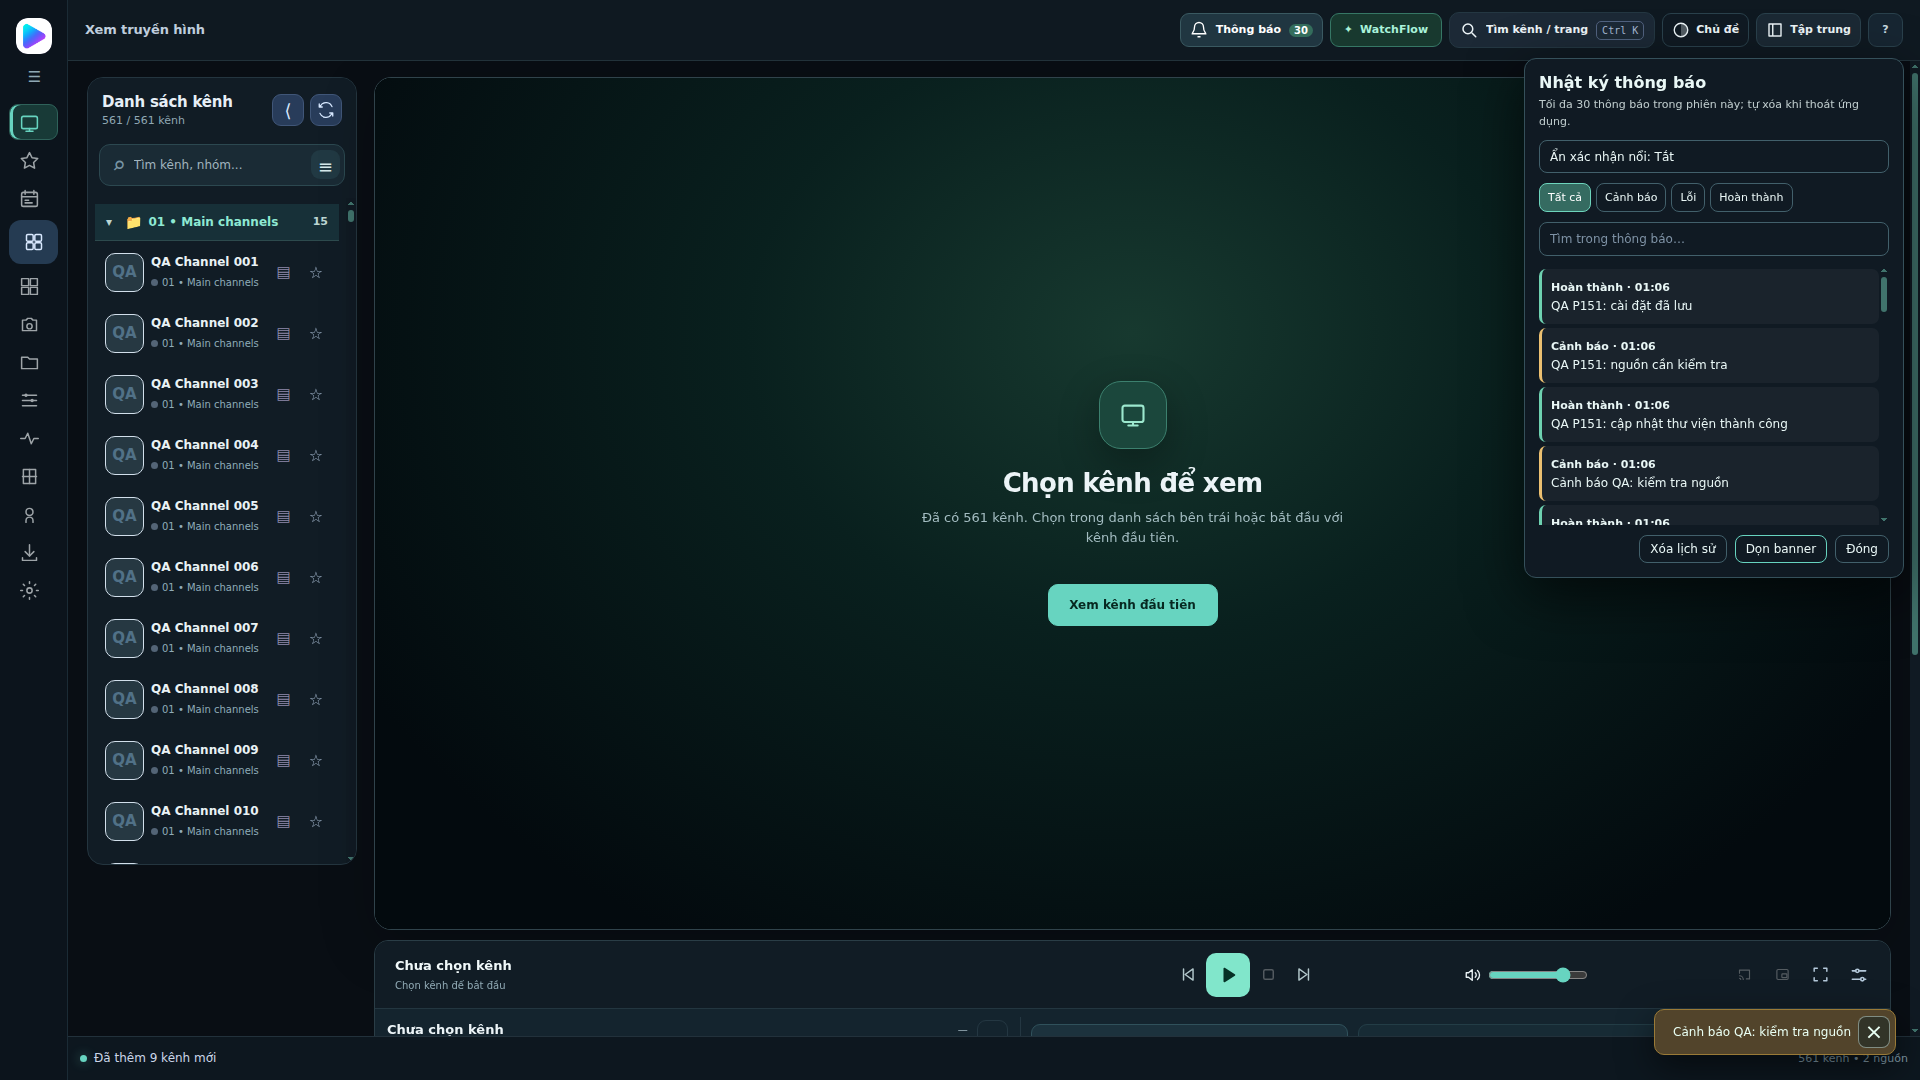 Xem truyền hình
Thông báo 30
WatchFlow
Tìm kênh / trang Ctrl K
Chủ đề
Tập trung
?
Danh sách kênh
561 / 561 kênh
Tìm kênh, nhóm...
01 • Main channels 15
QA QA Channel 001
01 • Main channels
QA QA Channel 002
01 • Main channels
QA QA Channel 003
01 • Main channels
QA QA Channel 004
01 • Main channels
QA QA Channel 005
01 • Main channels
QA QA Channel 006
01 • Main channels
QA QA Channel 007
01 • Main channels
QA QA Channel 008
01 • Main channels
QA QA Channel 009
01 • Main channels
QA QA Channel 010
01 • Main channels
Chọn kênh để xem
Đã có 561 kênh. Chọn trong danh sách bên trái hoặc bắt đầu với
kênh đầu tiên.
Xem kênh đầu tiên
Nhật ký thông báo
Tối đa 30 thông báo trong phiên này; tự xóa khi thoát ứng
dụng.
Ẩn xác nhận nổi: Tắt
Tất cả
Cảnh báo
Lỗi
Hoàn thành
Tìm trong thông báo...
Hoàn thành · 01:06
QA P151: cài đặt đã lưu
Cảnh báo · 01:06
QA P151: nguồn cần kiểm tra
Hoàn thành · 01:06
QA P151: cập nhật thư viện thành công
Cảnh báo · 01:06
Cảnh báo QA: kiểm tra nguồn
Hoàn thành · 01:06
Xóa lịch sử
Dọn banner
Đóng
Chưa chọn kênh
Chọn kênh để bắt đầu
Chưa chọn kênh
Cảnh báo QA: kiểm tra nguồn
Đã thêm 9 kênh mới
561 kênh • 2 nguồn